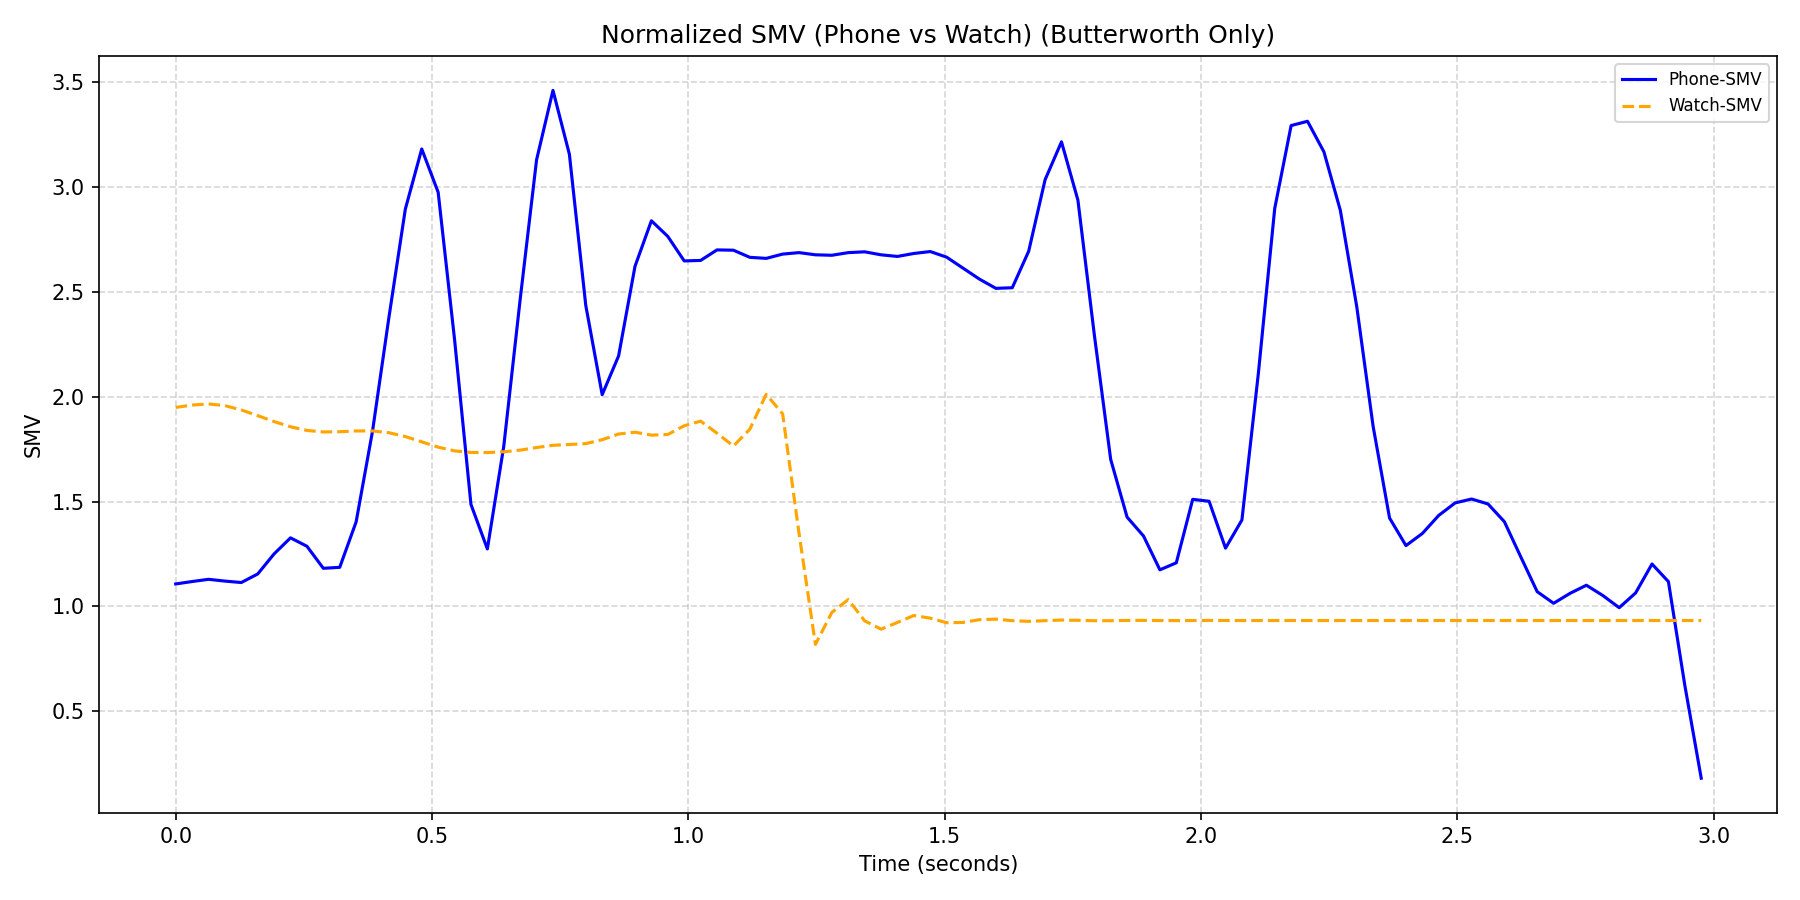 Normalized SMV (Phone vs Watch) (Butterworth Only)
Phone-SMV
Watch-SMV
3.5
3.0
2.5
2.0
1.5
1.0
0.5
SMV
0.0 0.5 1.0 1.5 2.0 2.5 3.0
Time (seconds)